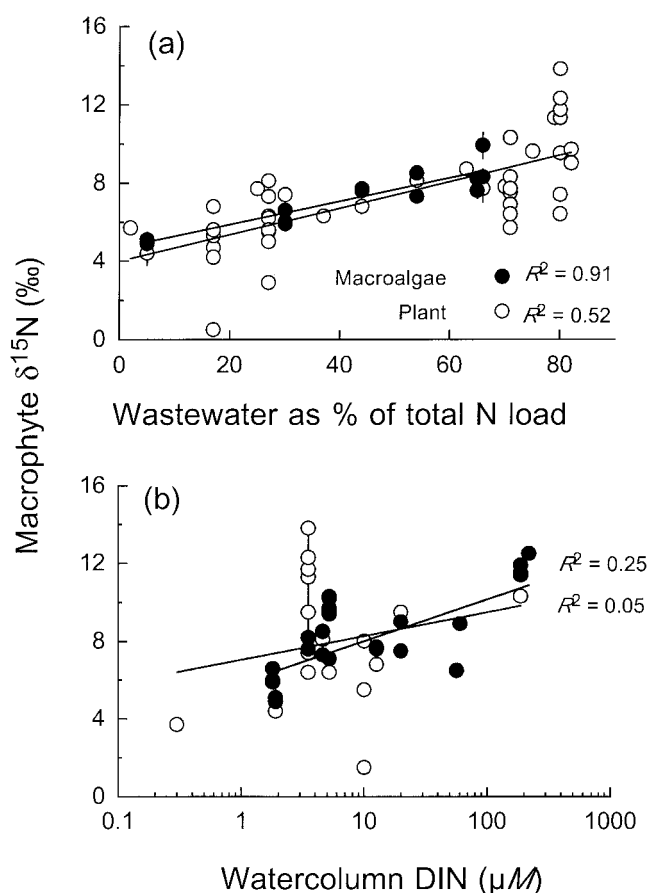 Macrophyte δ¹⁵N (‰)
(a)
16
12
8
4
0
Macroalgae ● R² = 0.91
Plant ○ R² = 0.52
0 20 40 60 80
Wastewater as % of total N load
(b)
16
12
8
4
0
R² = 0.25
R² = 0.05
0.1 1 10 100 1000
Watercolumn DIN (μM)